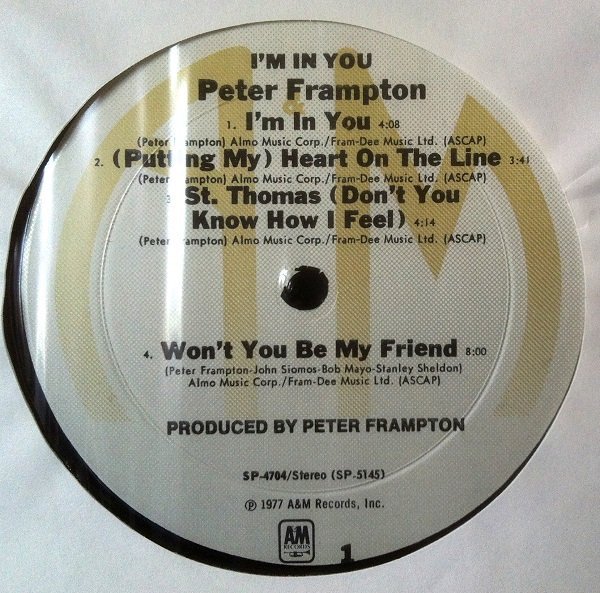 I'M IN YOU
Peter Frampton
1. I'm In You 4:08
(Peter Frampton) Almo Music Corp./Fram-Dee Music Ltd. (ASCAP)
2. (Putting My) Heart On The Line 3:41
(Peter Frampton) Almo Music Corp./Fram-Dee Music Ltd. (ASCAP)
3. St. Thomas (Don't You
Know How I Feel) 4:14
(Peter Frampton) Almo Music Corp./Fram-Dee Music Ltd. (ASCAP)
4. Won't You Be My Friend 8:00
(Peter Frampton-John Siomos-Bob Mayo-Stanley Sheldon)
Almo Music Corp./Fram-Dee Music Ltd. (ASCAP)
PRODUCED BY PETER FRAMPTON
SP-4704/Stereo (SP-5145)
℗ 1977 A&M Records, Inc.
A&M
RECORDS
1